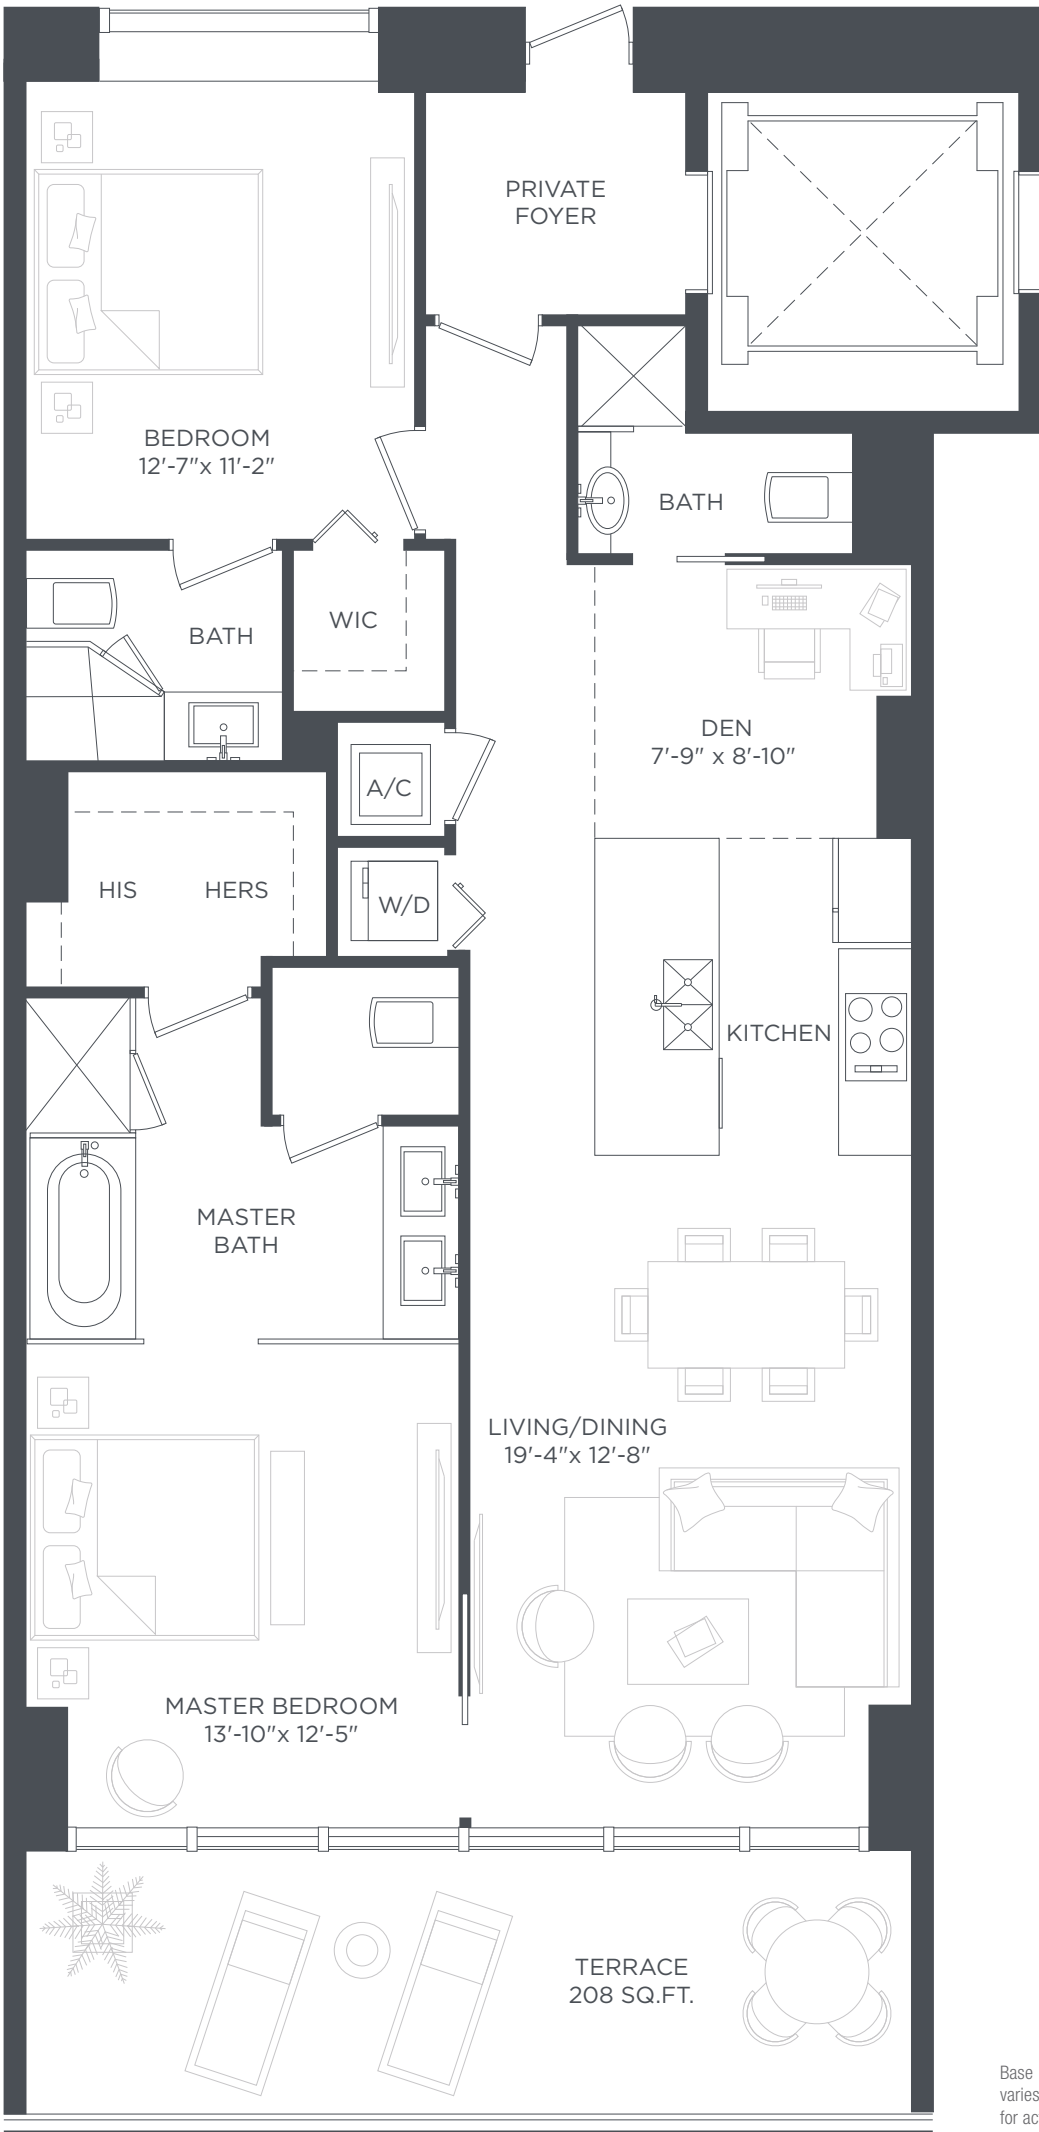 PRIVATE
FOYER
BEDROOM
12'-7"x 11'-2"
BATH
BATH
WIC
DEN
7'-9" x 8'-10"
A/C
HIS HERS
W/D
KITCHEN
MASTER
BATH
LIVING/DINING
19'-4"x 12'-8"
MASTER BEDROOM
13'-10"x 12'-5"
TERRACE
208 SQ.FT.
Base
varies
for ac